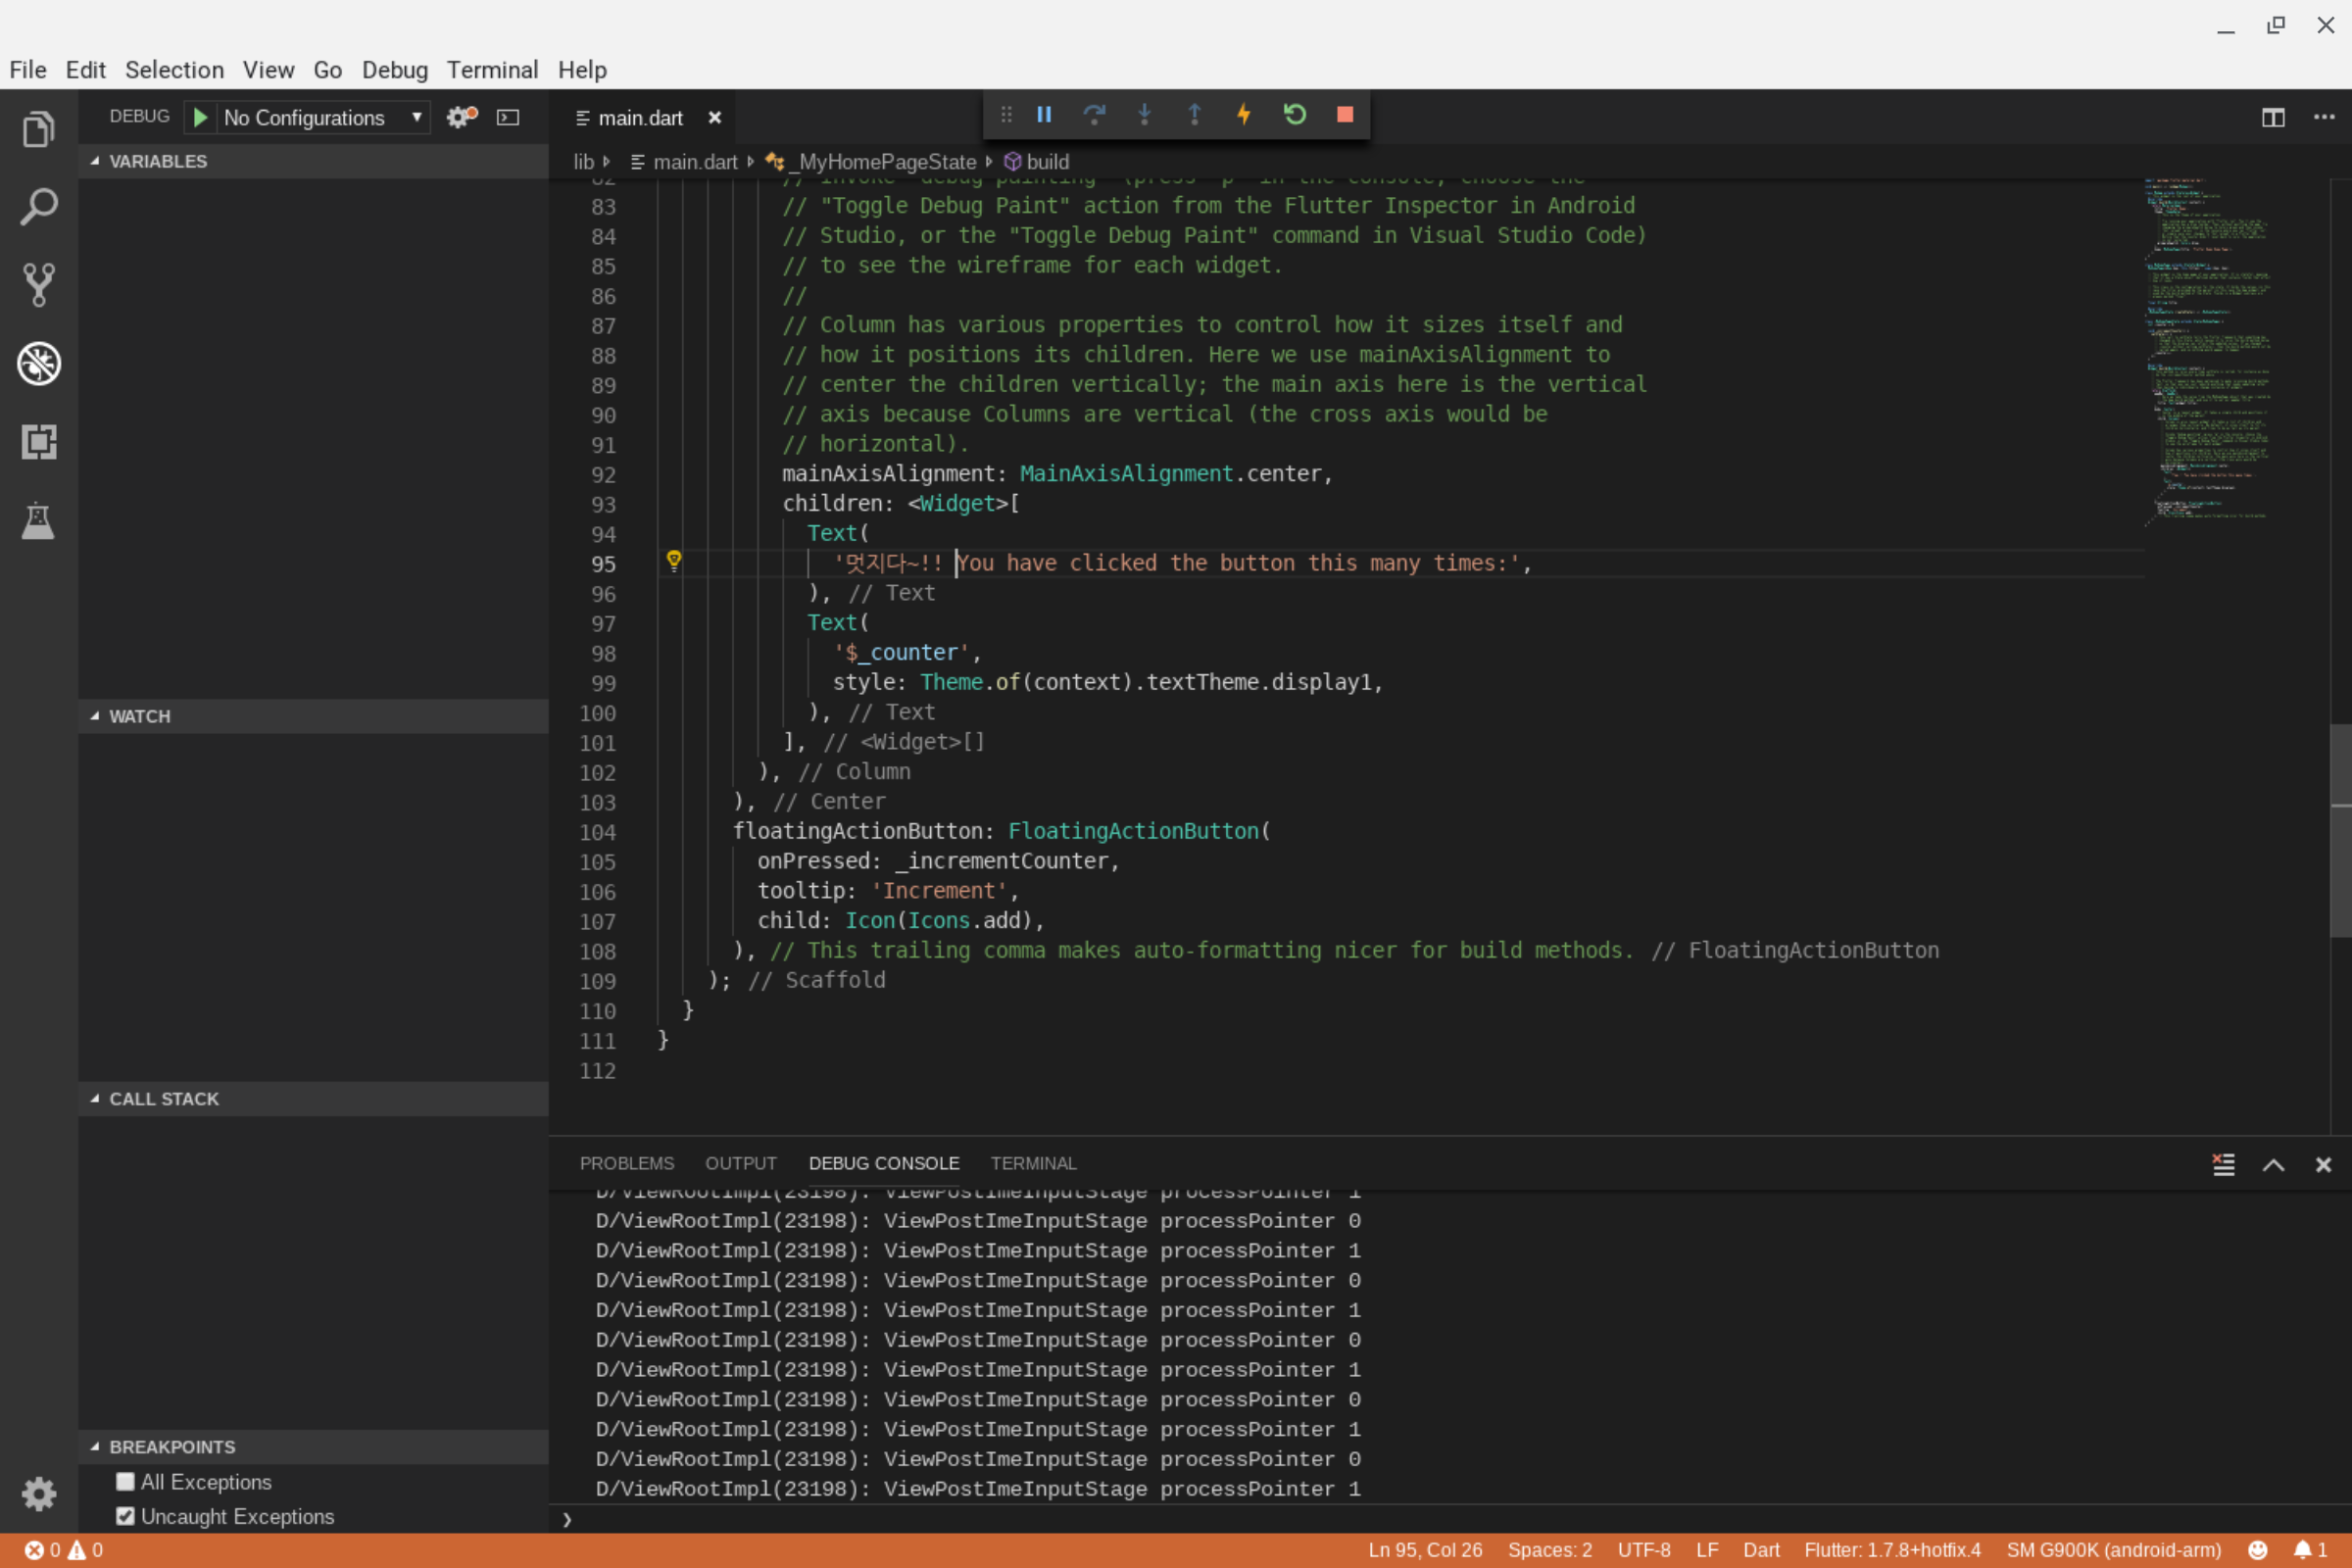 File Edit Selection View Go Debug Terminal Help
DEBUG No Configurations
main.dart
VARIABLES
lib main.dart _MyHomePageState build
83 // "Toggle Debug Paint" action from the Flutter Inspector in Android
84 // Studio, or the "Toggle Debug Paint" command in Visual Studio Code)
85 // to see the wireframe for each widget.
86 //
87 // Column has various properties to control how it sizes itself and
88 // how it positions its children. Here we use mainAxisAlignment to
89 // center the children vertically; the main axis here is the vertical
90 // axis because Columns are vertical (the cross axis would be
91 // horizontal).
92 mainAxisAlignment: MainAxisAlignment.center,
93 children: <Widget>[
94 Text(
95 '멋지다~!! You have clicked the button this many times:',
96 ), // Text
97 Text(
98 '$_counter',
99 style: Theme.of(context).textTheme.display1,
100 ), // Text
101 ], // <Widget>[]
102 ), // Column
103 ), // Center
104 floatingActionButton: FloatingActionButton(
105 onPressed: _incrementCounter,
106 tooltip: 'Increment',
107 child: Icon(Icons.add),
108 ), // This trailing comma makes auto-formatting nicer for build methods. // FloatingActionButton
109 ); // Scaffold
110 }
111 }
112
WATCH
CALL STACK
BREAKPOINTS
All Exceptions
Uncaught Exceptions
PROBLEMS OUTPUT DEBUG CONSOLE TERMINAL
D/ViewRootImpl(23198): ViewPostImeInputStage processPointer 1
D/ViewRootImpl(23198): ViewPostImeInputStage processPointer 0
D/ViewRootImpl(23198): ViewPostImeInputStage processPointer 1
D/ViewRootImpl(23198): ViewPostImeInputStage processPointer 0
D/ViewRootImpl(23198): ViewPostImeInputStage processPointer 1
D/ViewRootImpl(23198): ViewPostImeInputStage processPointer 0
D/ViewRootImpl(23198): ViewPostImeInputStage processPointer 1
D/ViewRootImpl(23198): ViewPostImeInputStage processPointer 0
D/ViewRootImpl(23198): ViewPostImeInputStage processPointer 1
D/ViewRootImpl(23198): ViewPostImeInputStage processPointer 0
D/ViewRootImpl(23198): ViewPostImeInputStage processPointer 1
0 0 Ln 95, Col 26 Spaces: 2 UTF-8 LF Dart Flutter: 1.7.8+hotfix.4 SM G900K (android-arm) 1